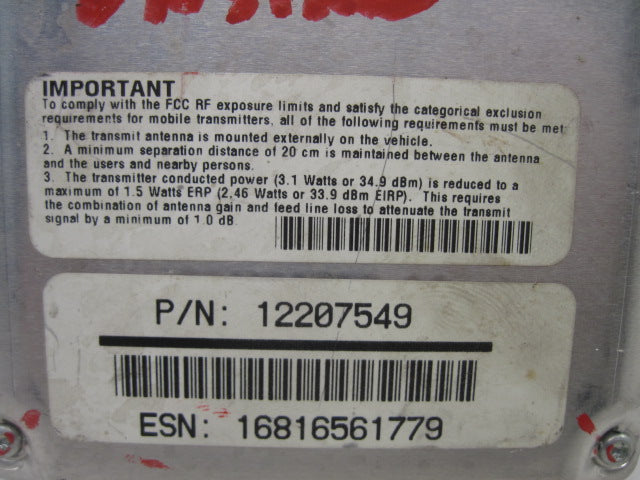 IMPORTANT
To comply with the FCC RF exposure limits and satisfy the categorical exclusion
requirements for mobile transmitters, all of the following requirements must be met:
1. The transmit antenna is mounted externally on the vehicle.
2. A minimum separation distance of 20 cm is maintained between the antenna
and the users and nearby persons.
3. The transmitter conducted power (3.1 Watts or 34.9 dBm) is reduced to a
maximum of 1.5 Watts ERP (2.46 Watts or 33.9 dBm EIRP). This requires
the combination of antenna gain and feed line loss to attenuate the transmit
signal by a minimum of 1.0 dB.
P/N: 12207549
ESN: 16816561779